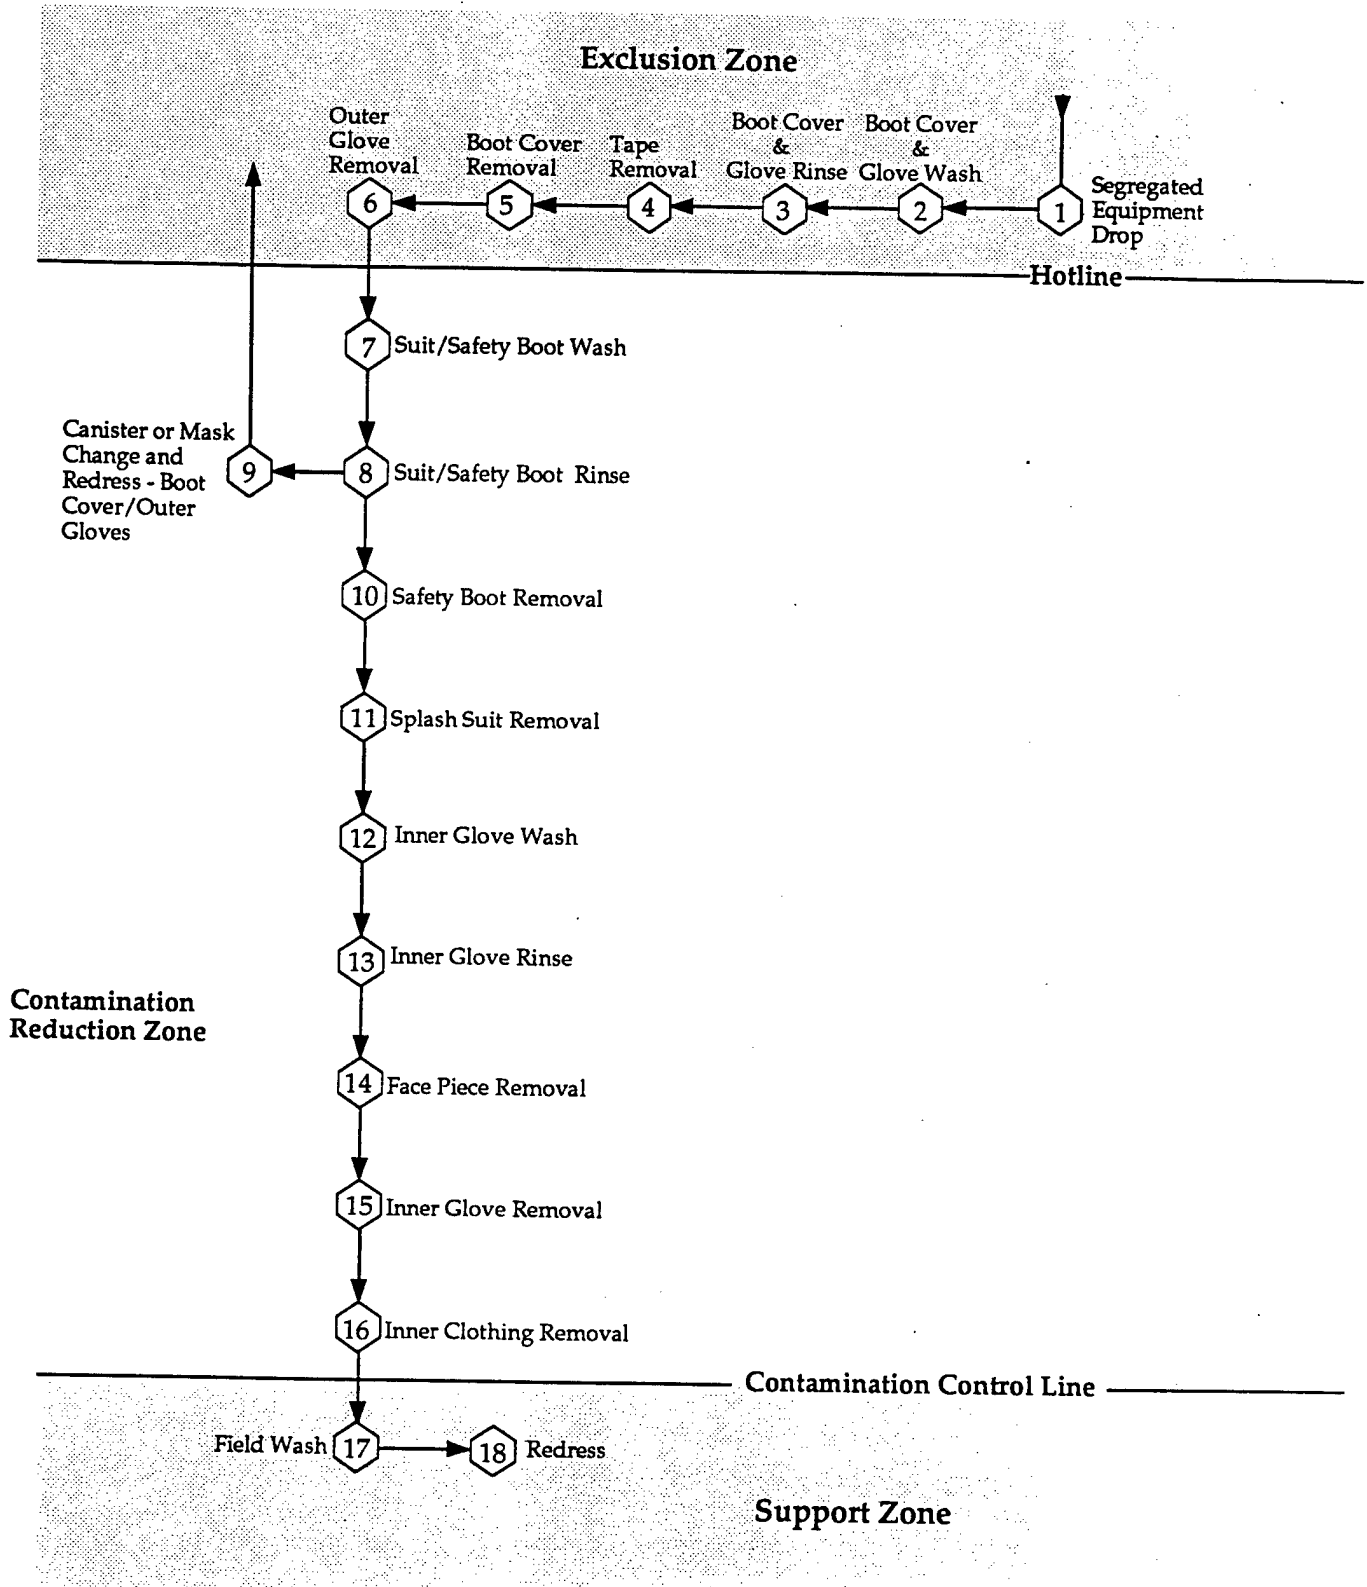 Exclusion Zone
Outer
Glove
Removal
Boot Cover
Removal
Tape
Removal
Boot Cover
&
Glove Rinse
Boot Cover
&
Glove Wash
Segregated
Equipment
Drop
6
5
4
3
2
1
Hotline
7
Suit/Safety Boot Wash
Canister or Mask
Change and
Redress - Boot
Cover/Outer
Gloves
9
8
Suit/Safety Boot Rinse
10
Safety Boot Removal
11
Splash Suit Removal
12
Inner Glove Wash
13
Inner Glove Rinse
Contamination
Reduction Zone
14
Face Piece Removal
15
Inner Glove Removal
16
Inner Clothing Removal
Contamination Control Line
Field Wash
17
18
Redress
Support Zone